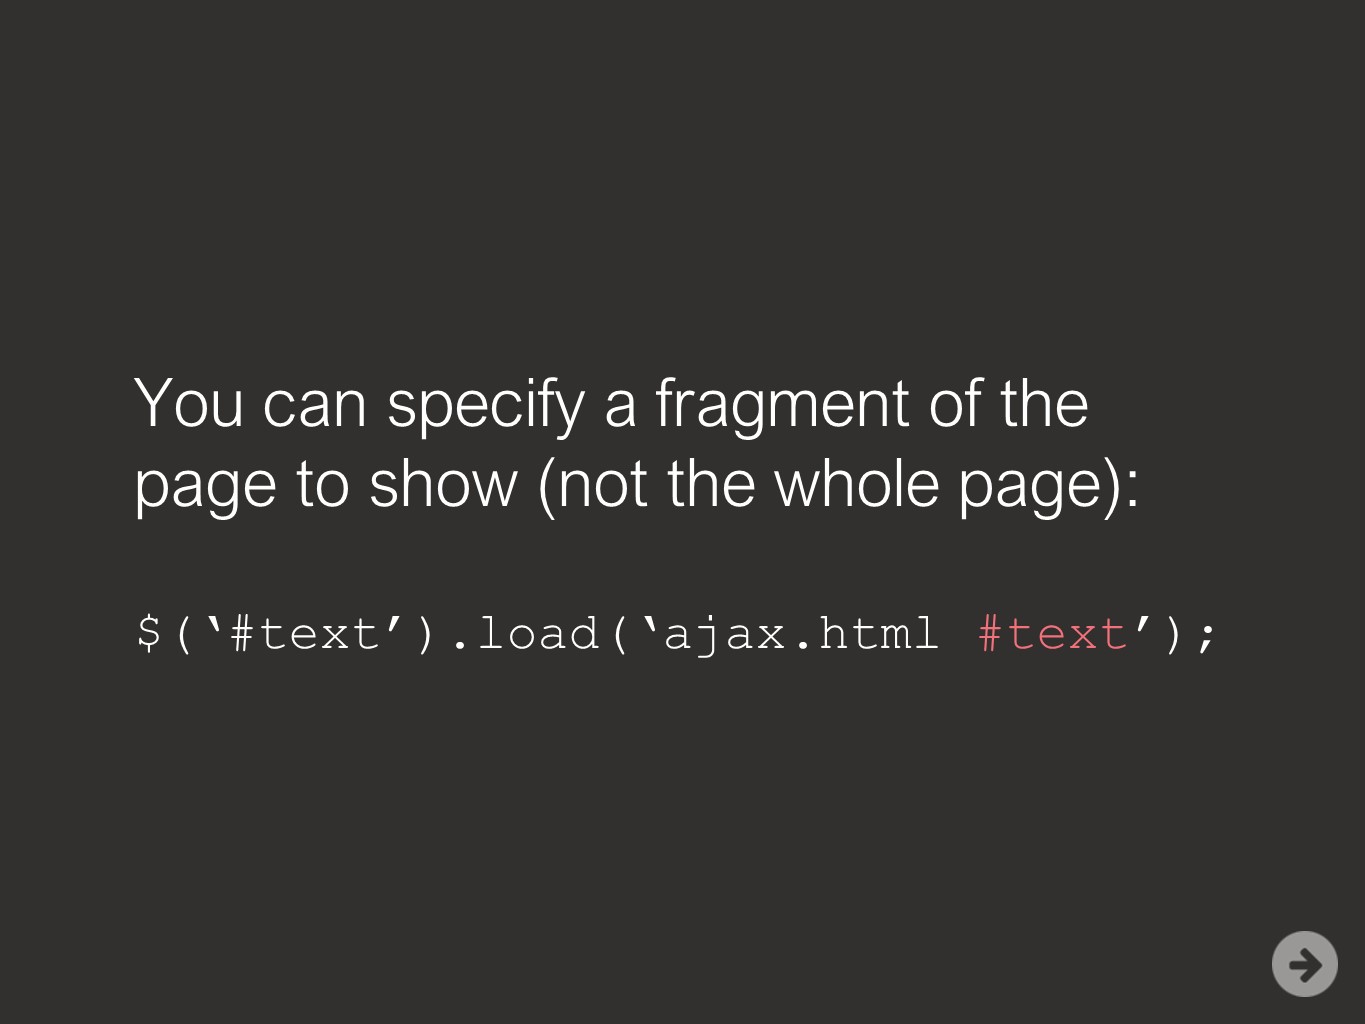 You can specify a fragment of the
page to show (not the whole page):
$(‘#text’).load(‘ajax.html #text’);